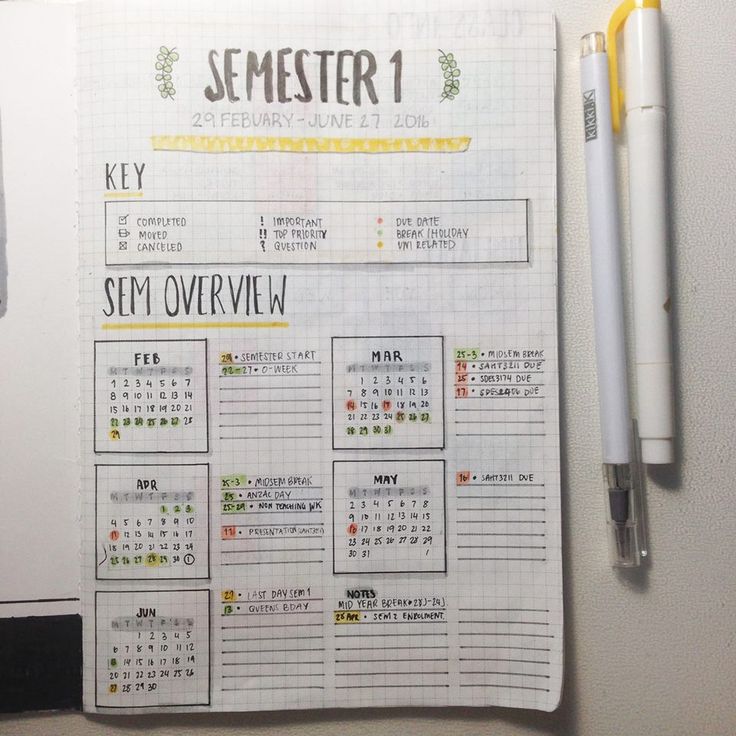 SEMESTER 1
29 FEBUARY - JUNE 27 2016
KEY
COMPLETED
MOVED
CANCELED
! IMPORTANT
!! TOP PRIORITY
? QUESTION
DUE DATE
BREAK/HOLIDAY
UNI RELATED
SEM OVERVIEW
FEB
M T W T F S S
1 2 3 4 5 6 7
8 9 10 11 12 13 14
15 16 17 18 19 20 21
22 23 24 25 26 27 28
29
29 • SEMESTER START
22-27 • O-WEEK
MAR
M T W T F S S
1 2 3 4 5 6
7 8 9 10 11 12 13
14 15 16 17 18 19 20
21 22 23 24 25 26 27
28 29 30 31
25-3 • MIDSEM BREAK
14 • SAHT3211 DUE
25 • SDES3174 DUE
17 • DUE
APR
M T W T F S S
1 2 3
4 5 6 7 8 9 10
11 12 13 14 15 16 17
18 19 20 21 22 23 24
25 26 27 28 29 30 1
25-3 • MIDSEM BREAK
25 • ANZAC DAY
25-29 • NON TEACHING WK
11 • PRESENTATION
MAY
M T W T F S S
2 3 4 5 6 7 8
9 10 11 12 13 14 15
16 17 18 19 20 21 22
23 24 25 26 27 28 29
30 31 1
16 • SAHT3211 DUE
JUN
M T W T F S S
1 2 3 4 5
6 7 8 9 10 11 12
13 14 15 16 17 18 19
20 21 22 23 24 25 26
27 28 29 30
27 • LAST DAY SEM 1
13 • QUEENS BDAY
NOTES
MID YEAR BREAK • 28J-24J
28 APR • SEM 2 ENROLMENT.
kikki.K